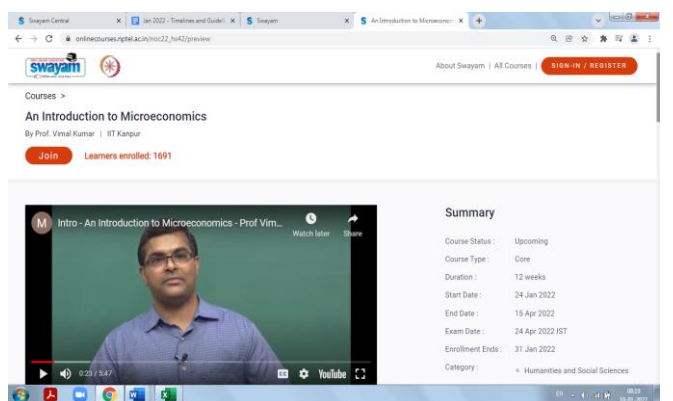 Swayam Central
Jan 2022 - Timelines and Guideli
Swayam
An Introduction to Microeconom
onlinecourses.nptel.ac.in/noc22_hs42/preview
swayam
About Swayam | All Courses | SIGN-IN / REGISTER
Courses >
An Introduction to Microeconomics
By Prof. Vimal Kumar | IIT Kanpur
Join Learners enrolled: 1691
M Intro - An Introduction to Microeconomics - Prof Vim...
Watch later Share
0:23 / 5:47
YouTube
Summary
Course Status : Upcoming
Course Type : Core
Duration : 12 weeks
Start Date : 24 Jan 2022
End Date : 15 Apr 2022
Exam Date : 24 Apr 2022 IST
Enrollment Ends : 31 Jan 2022
Category : Humanities and Social Sciences
EN